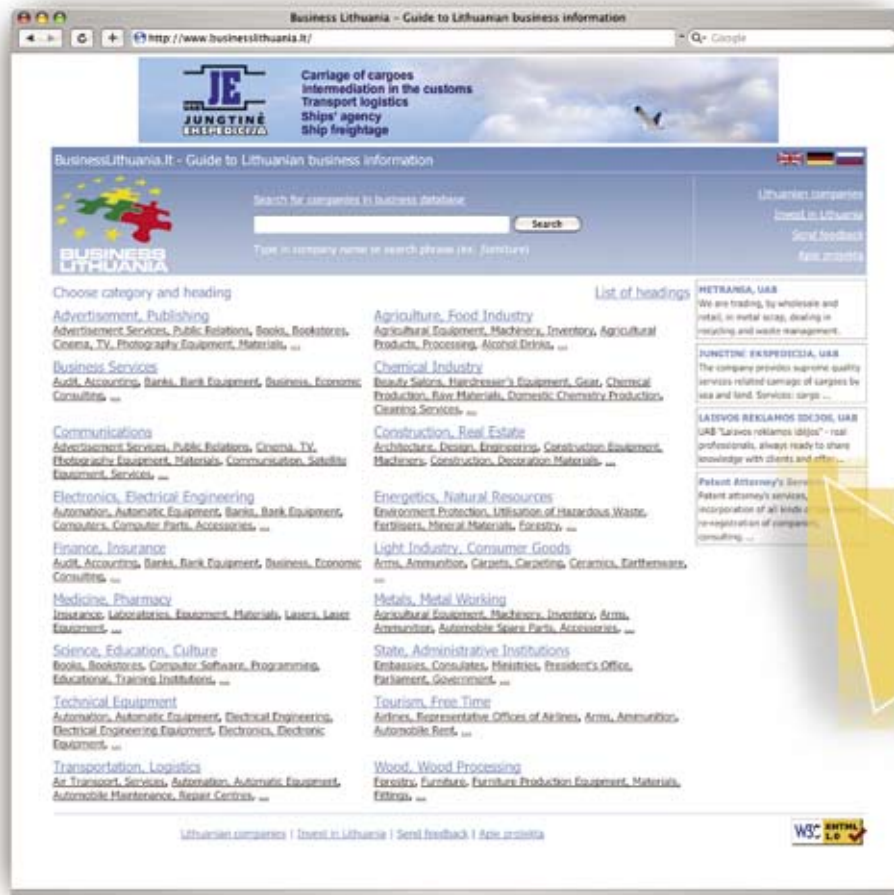 Business Lithuania – Guide to Lithuanian business information
http://www.businesslithuania.lt/
Google
JE
JUNGTINĖ
EKSPEDICIJA
Carriage of cargoes
Intermediation in the customs
Transport logistics
Ships' agency
Ship freightage
BusinessLithuania.lt - Guide to Lithuanian business information
BUSINESS
LITHUANIA
Search for companies in business database
Search
Type in company name or search phrase (ex. furniture)
Lithuanian companies
Invest in Lithuania
Send feedback
Apie projektą
Choose category and heading
List of headings
Advertisement, Publishing
Advertisement Services, Public Relations, Books, Bookstores,
Cinema, TV, Photography Equipment, Materials, ...
Agriculture, Food Industry
Agricultural Equipment, Machinery, Inventory, Agricultural
Products, Processing, Alcohol Drinks, ...
Business Services
Audit, Accounting, Banks, Bank Equipment, Business, Economic
Consulting, ...
Chemical Industry
Beauty Salons, Hairdresser's Equipment, Gear, Chemical
Production, Raw Materials, Domestic Chemistry Production,
Cleaning Services, ...
Communications
Advertisement Services, Public Relations, Cinema, TV,
Photography Equipment, Materials, Communication, Satellite
Equipment, Services, ...
Construction, Real Estate
Architecture, Design, Engineering, Construction Equipment,
Machinery, Construction, Decoration Materials, ...
Electronics, Electrical Engineering
Automation, Automatic Equipment, Banks, Bank Equipment,
Computers, Computer Parts, Accessories, ...
Energetics, Natural Resources
Environment Protection, Utilisation of Hazardous Waste,
Fertilisers, Mineral Materials, Forestry, ...
Finance, Insurance
Audit, Accounting, Banks, Bank Equipment, Business, Economic
Consulting, ...
Light Industry, Consumer Goods
Arms, Ammunition, Carpets, Carpeting, Ceramics, Earthenware,
...
Medicine, Pharmacy
Insurance, Laboratories, Equipment, Materials, Lasers, Laser
Equipment, ...
Metals, Metal Working
Agricultural Equipment, Machinery, Inventory, Arms,
Ammunition, Automobile Spare Parts, Accessories, ...
Science, Education, Culture
Books, Bookstores, Computer Software, Programming,
Educational, Training Institutions, ...
State, Administrative Institutions
Embassies, Consulates, Ministries, President's Office,
Parliament, Government, ...
Technical Equipment
Automation, Automatic Equipment, Electrical Engineering,
Electrical Engineering Equipment, Electronics, Electronic
Equipment, ...
Tourism, Free Time
Airlines, Representative Offices of Airlines, Arms, Ammunition,
Automobile Rent, ...
Transportation, Logistics
Air Transport, Services, Automation, Automatic Equipment,
Automobile Maintenance, Repair Centres, ...
Wood, Wood Processing
Forestry, Furniture, Furniture Production Equipment, Materials,
Fittings, ...
METRANSA, UAB
We are trading, by wholesale and
retail, in metal scrap, dealing in
recycling and waste management.
JUNGTINĖ EKSPEDICIJA, UAB
The company provides supreme quality
services related carriage of cargoes by
sea and land. Services: cargo ...
LAISVOS REKLAMOS IDĖJOS, UAB
UAB "Laisvos reklamos idėjos" - real
professionals, always ready to share
knowledge with clients and offer ...
Patent Attorney's
Patent attorney's services,
incorporation of all kinds
re-registration of companies,
consulting, ...
Lithuanian companies | Invest in Lithuania | Send feedback | Apie projektą
W3C XHTML
1.0